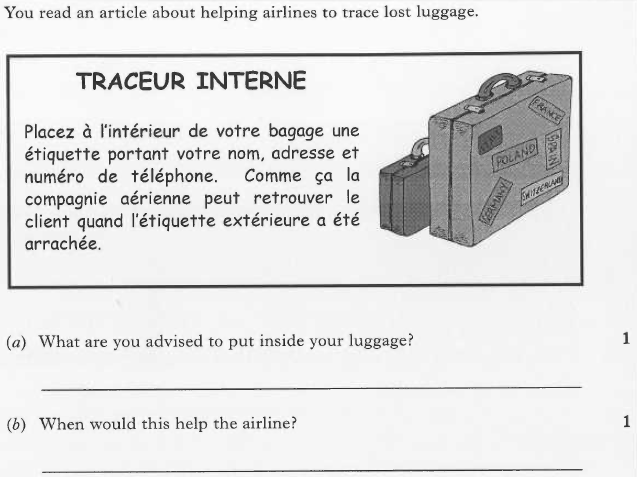 You read an article about helping airlines to trace lost luggage.
TRACEUR INTERNE
Placez à l'intérieur de votre bagage une
étiquette portant votre nom, adresse et
numéro de téléphone. Comme ça la
compagnie aérienne peut retrouver le
client quand l'étiquette extérieure a été
arrachée.
FRANCE
POLAND
SPAIN
GERMANY
SWITZERLAND
(a) What are you advised to put inside your luggage? 1
(b) When would this help the airline? 1